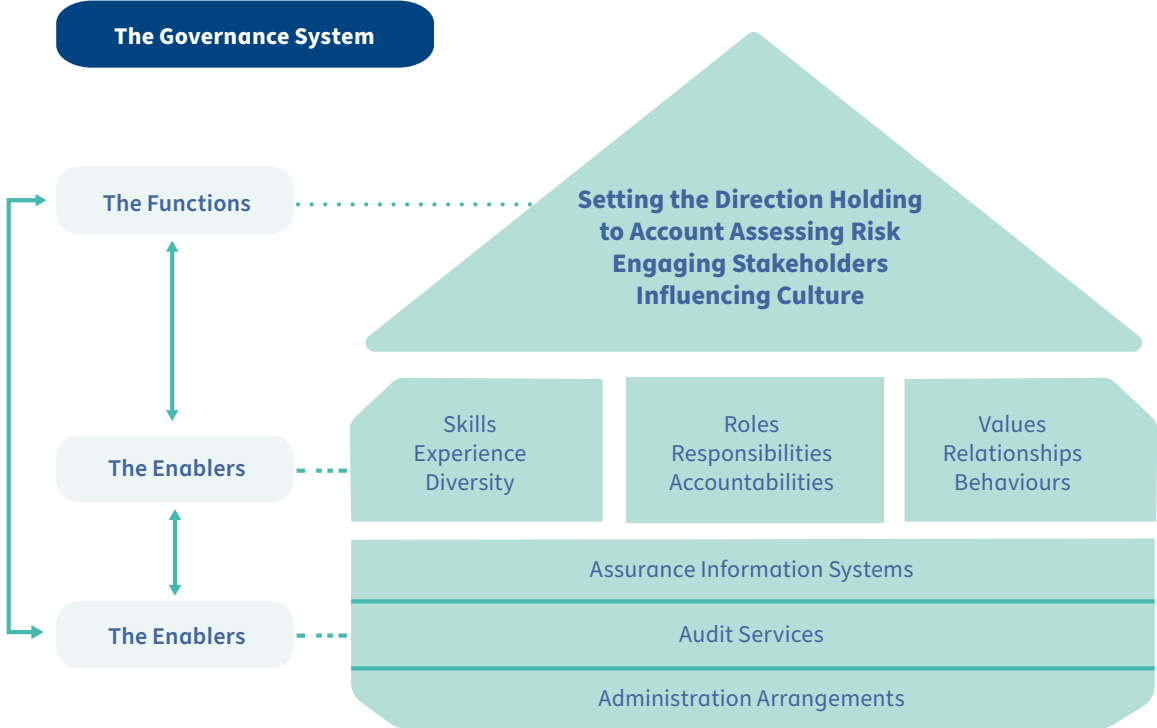 The Governance System
The Functions
Setting the Direction Holding
to Account Assessing Risk
Engaging Stakeholders
Influencing Culture
The Enablers
Skills
Experience
Diversity
Roles
Responsibilities
Accountabilities
Values
Relationships
Behaviours
The Enablers
Assurance Information Systems
Audit Services
Administration Arrangements